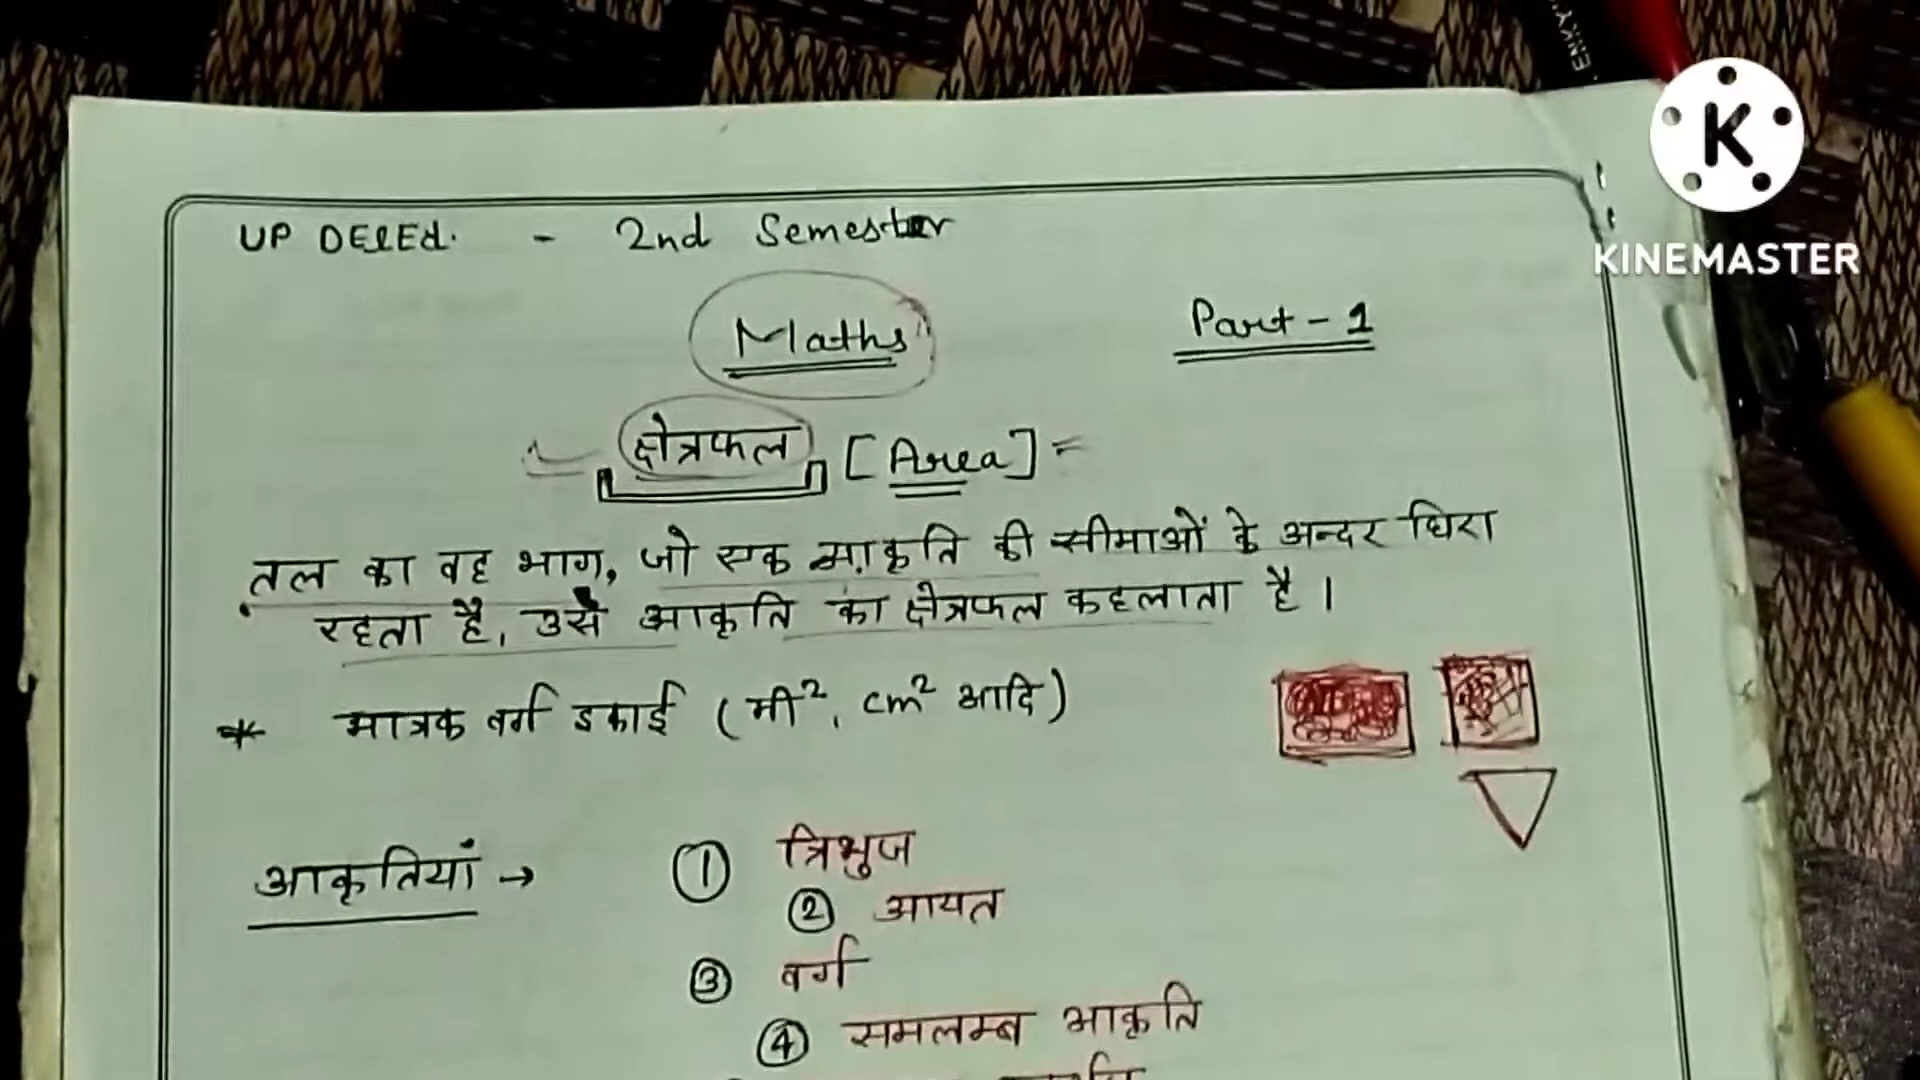 UP DElEd. - 2nd Semester
Maths
Part - 1
क्षेत्रफल [Area] =
तल का वह भाग, जो एक आकृति की सीमाओं के अन्दर घिरा
रहता है, उसे आकृति का क्षेत्रफल कहलाता है।
* मात्रक वर्ग इकाई (मी², cm² आदि)
आकृतियां → ① त्रिभुज
② आयत
③ वर्ग
④ समलम्ब आकृति
K
KINEMASTER